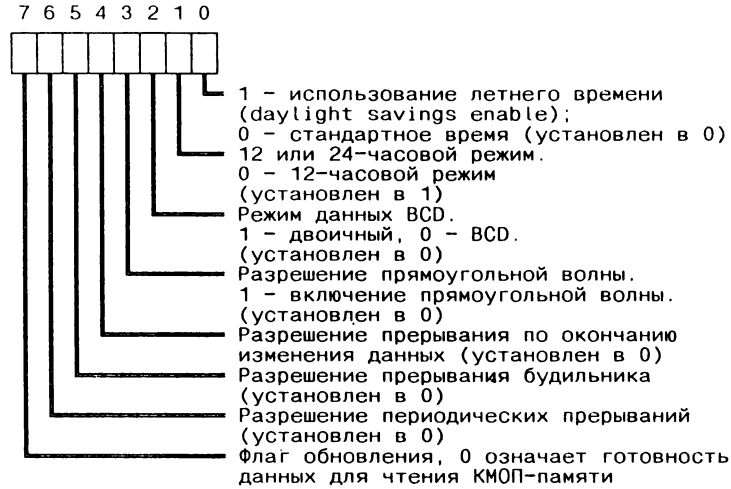 7 6 5 4 3 2 1 0
1 – использование летнего времени
(daylight savings enable);
0 – стандартное время (установлен в 0)
12 или 24-часовой режим.
0 – 12-часовой режим
(установлен в 1)
Режим данных BCD.
1 – двоичный, 0 – BCD.
(установлен в 0)
Разрешение прямоугольной волны.
1 – включение прямоугольной волны.
(установлен в 0)
Разрешение прерывания по окончанию
изменения данных (установлен в 0)
Разрешение прерывания будильника
(установлен в 0)
Разрешение периодических прерываний
(установлен в 0)
Флаг обновления, 0 означает готовность
данных для чтения КМОП-памяти